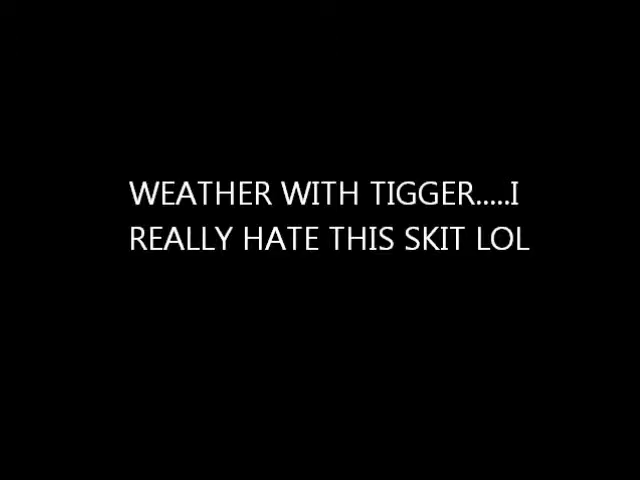 WEATHER WITH TIGGER.....I
REALLY HATE THIS SKIT LOL